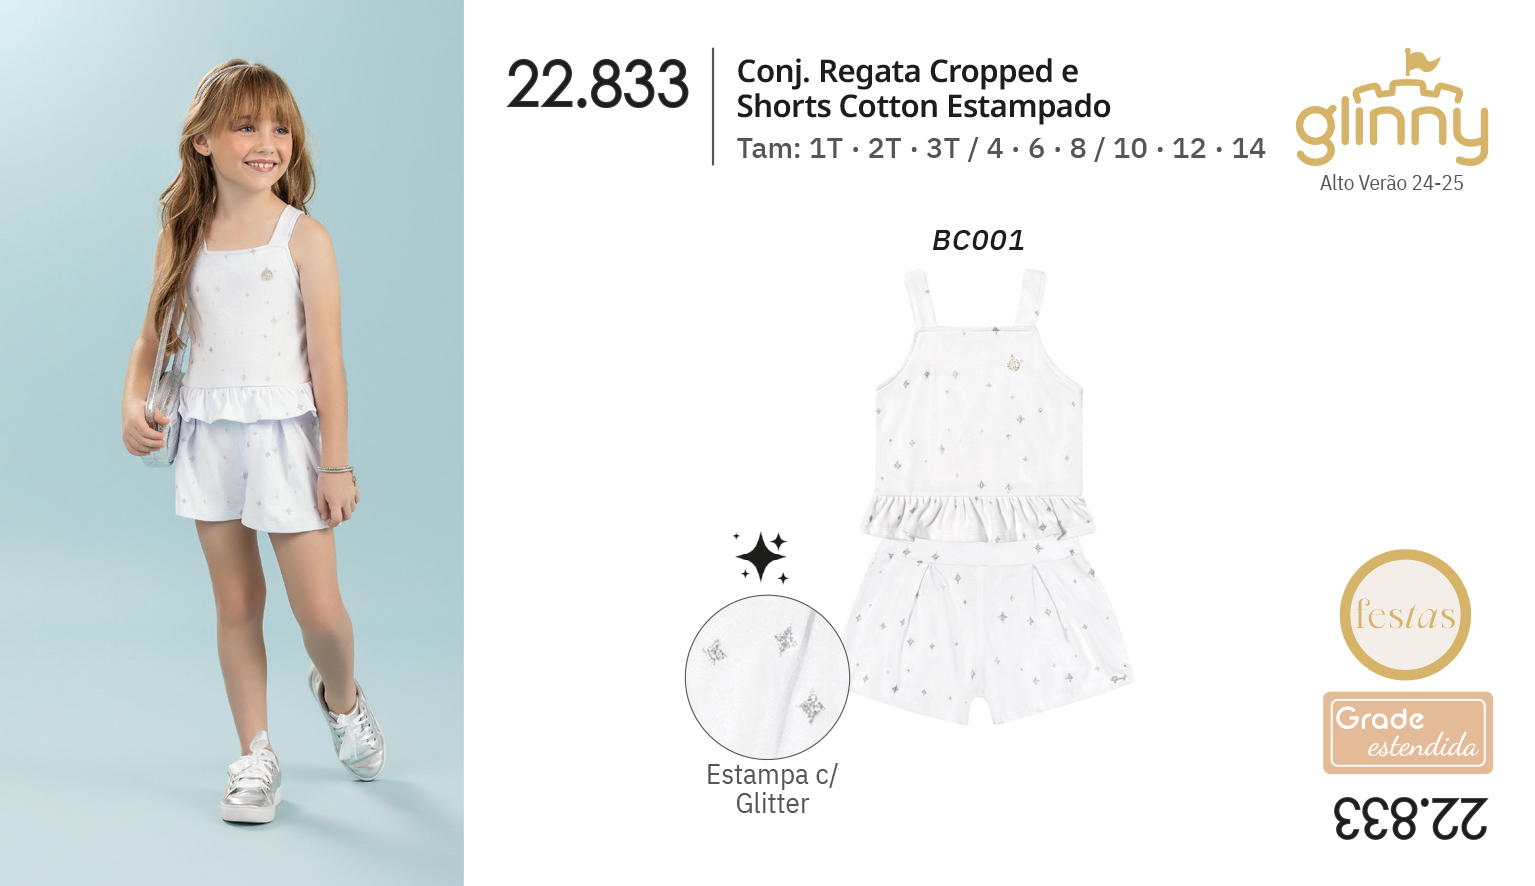 22.833
Conj. Regata Cropped e
Shorts Cotton Estampado
Tam: 1T · 2T · 3T / 4 · 6 · 8 / 10 · 12 · 14
glinny
Alto Verão 24-25
BC001
Estampa c/
Glitter
festas
Grade
estendida
22.833